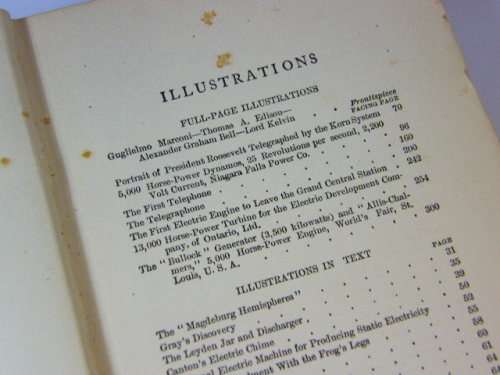 ILLUSTRATIONS
FULL-PAGE ILLUSTRATIONS
Guglielmo Marconi—Thomas A. Edison—
Alexander Graham Bell—Lord Kelvin . . . Frontispiece
FACING PAGE
Portrait of President Roosevelt Telegraphed by the Korn System 70
5,000 Horse-Power Dynamo, 25 Revolutions per second, 2,200
Volt Current, Niagara Falls Power Co. . . . 96
The First Telephone . . . 160
The Telegraphone . . . 200
The First Electric Engine to Leave the Grand Central Station . 242
13,000 Horse-Power Turbine for the Electric Development Com-
pany, of Ontario, Ltd. . . . 254
The "Bullock" Generator (3,500 kilowatts) and "Allis-Chal-
mers," 5,000 Horse-Power Engine, World's Fair, St.
Louis, U. S. A. . . . 300
ILLUSTRATIONS IN TEXT
PAGE
The "Magdeburg Hemispheres" . . . 21
Gray's Discovery . . . 25
The Leyden Jar and Discharger . . . 29
Canton's Electric Chime . . . 50
Electrical Machine for Producing Static Electricity 52
With the Frog's Legs